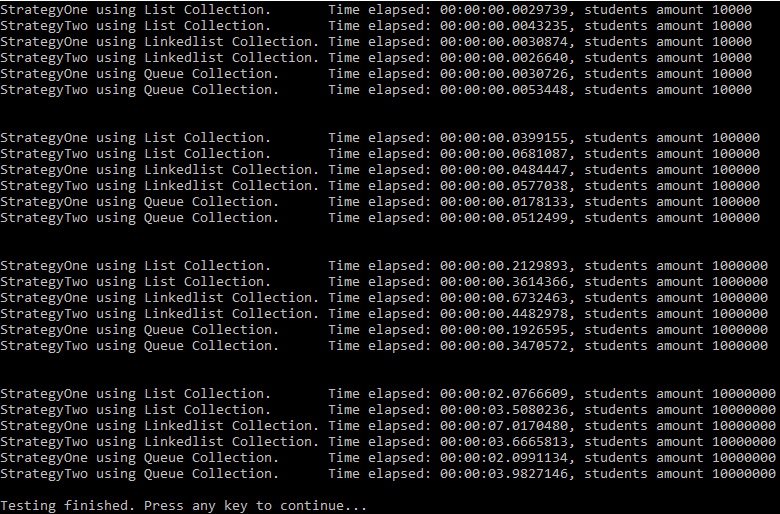 StrategyOne using List Collection. Time elapsed: 00:00:00.0029739, students amount 10000
StrategyTwo using List Collection. Time elapsed: 00:00:00.0043235, students amount 10000
StrategyOne using Linkedlist Collection. Time elapsed: 00:00:00.0030874, students amount 10000
StrategyTwo using Linkedlist Collection. Time elapsed: 00:00:00.0026640, students amount 10000
StrategyOne using Queue Collection. Time elapsed: 00:00:00.0030726, students amount 10000
StrategyTwo using Queue Collection. Time elapsed: 00:00:00.0053448, students amount 10000
StrategyOne using List Collection. Time elapsed: 00:00:00.0399155, students amount 100000
StrategyTwo using List Collection. Time elapsed: 00:00:00.0681087, students amount 100000
StrategyOne using Linkedlist Collection. Time elapsed: 00:00:00.0484447, students amount 100000
StrategyTwo using Linkedlist Collection. Time elapsed: 00:00:00.0577038, students amount 100000
StrategyOne using Queue Collection. Time elapsed: 00:00:00.0178133, students amount 100000
StrategyTwo using Queue Collection. Time elapsed: 00:00:00.0512499, students amount 100000
StrategyOne using List Collection. Time elapsed: 00:00:00.2129893, students amount 1000000
StrategyTwo using List Collection. Time elapsed: 00:00:00.3614366, students amount 1000000
StrategyOne using Linkedlist Collection. Time elapsed: 00:00:00.6732463, students amount 1000000
StrategyTwo using Linkedlist Collection. Time elapsed: 00:00:00.4482978, students amount 1000000
StrategyOne using Queue Collection. Time elapsed: 00:00:00.1926595, students amount 1000000
StrategyTwo using Queue Collection. Time elapsed: 00:00:00.3470572, students amount 1000000
StrategyOne using List Collection. Time elapsed: 00:00:02.0766609, students amount 10000000
StrategyTwo using List Collection. Time elapsed: 00:00:03.5080236, students amount 10000000
StrategyOne using Linkedlist Collection. Time elapsed: 00:00:07.0170480, students amount 10000000
StrategyTwo using Linkedlist Collection. Time elapsed: 00:00:03.6665813, students amount 10000000
StrategyOne using Queue Collection. Time elapsed: 00:00:02.0991134, students amount 10000000
StrategyTwo using Queue Collection. Time elapsed: 00:00:03.9827146, students amount 10000000
Testing finished. Press any key to continue...